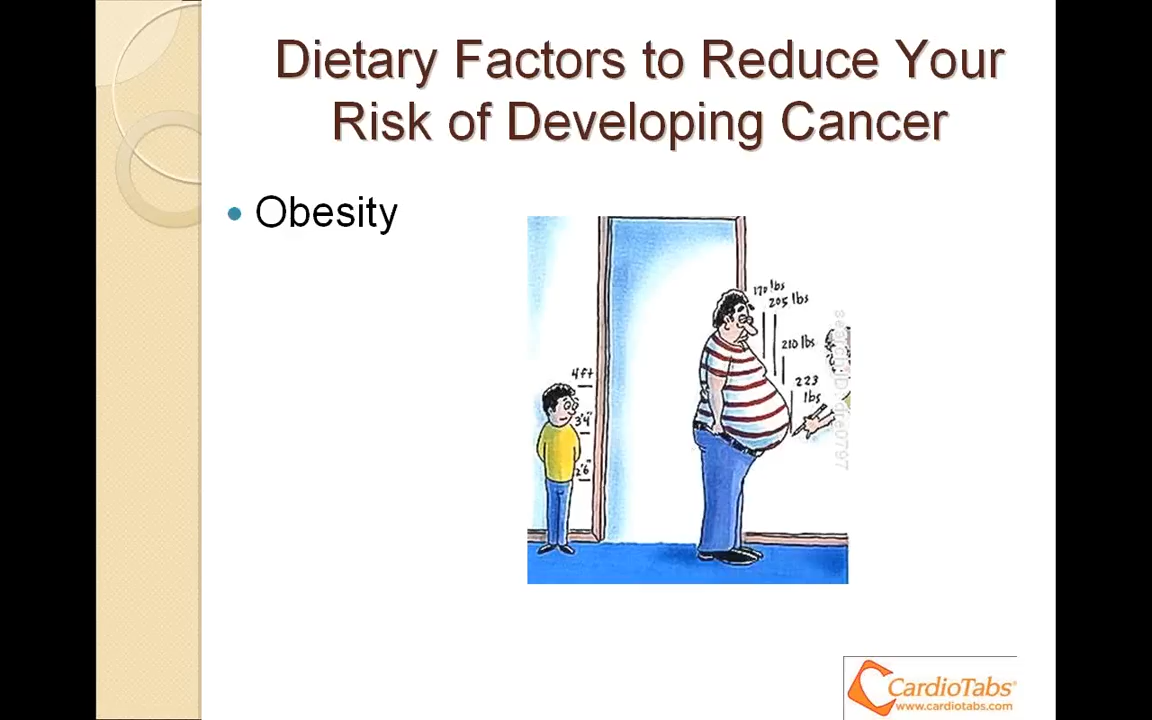 Dietary Factors to Reduce Your
Risk of Developing Cancer
• Obesity
170 lbs
205 lbs
210 lbs
223
lbs
4ft
3'4"
2'6"
CardioTabs®
www.cardiotabs.com